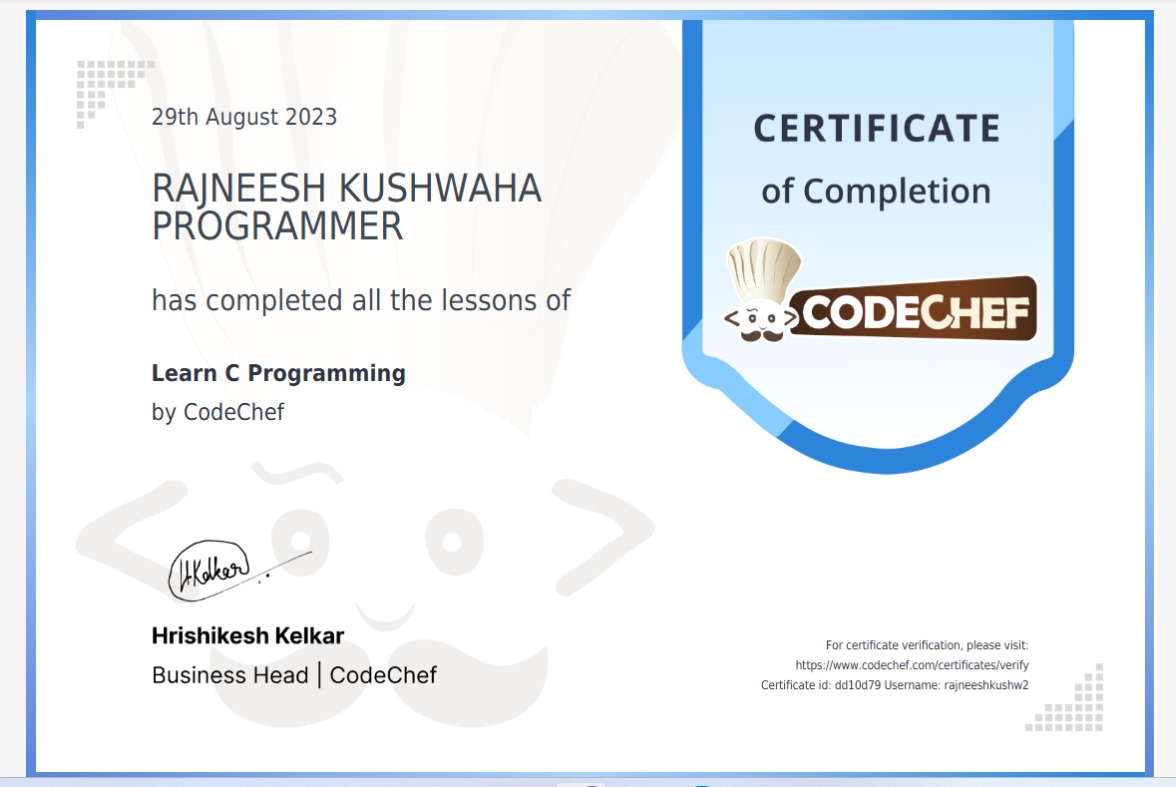 29th August 2023
RAJNEESH KUSHWAHA
PROGRAMMER
has completed all the lessons of
Learn C Programming
by CodeChef
HKelkar
Hrishikesh Kelkar
Business Head | CodeChef
CERTIFICATE
of Completion
CODECHEF
For certificate verification, please visit:
https://www.codechef.com/certificates/verify
Certificate id: dd10d79 Username: rajneeshkushw2